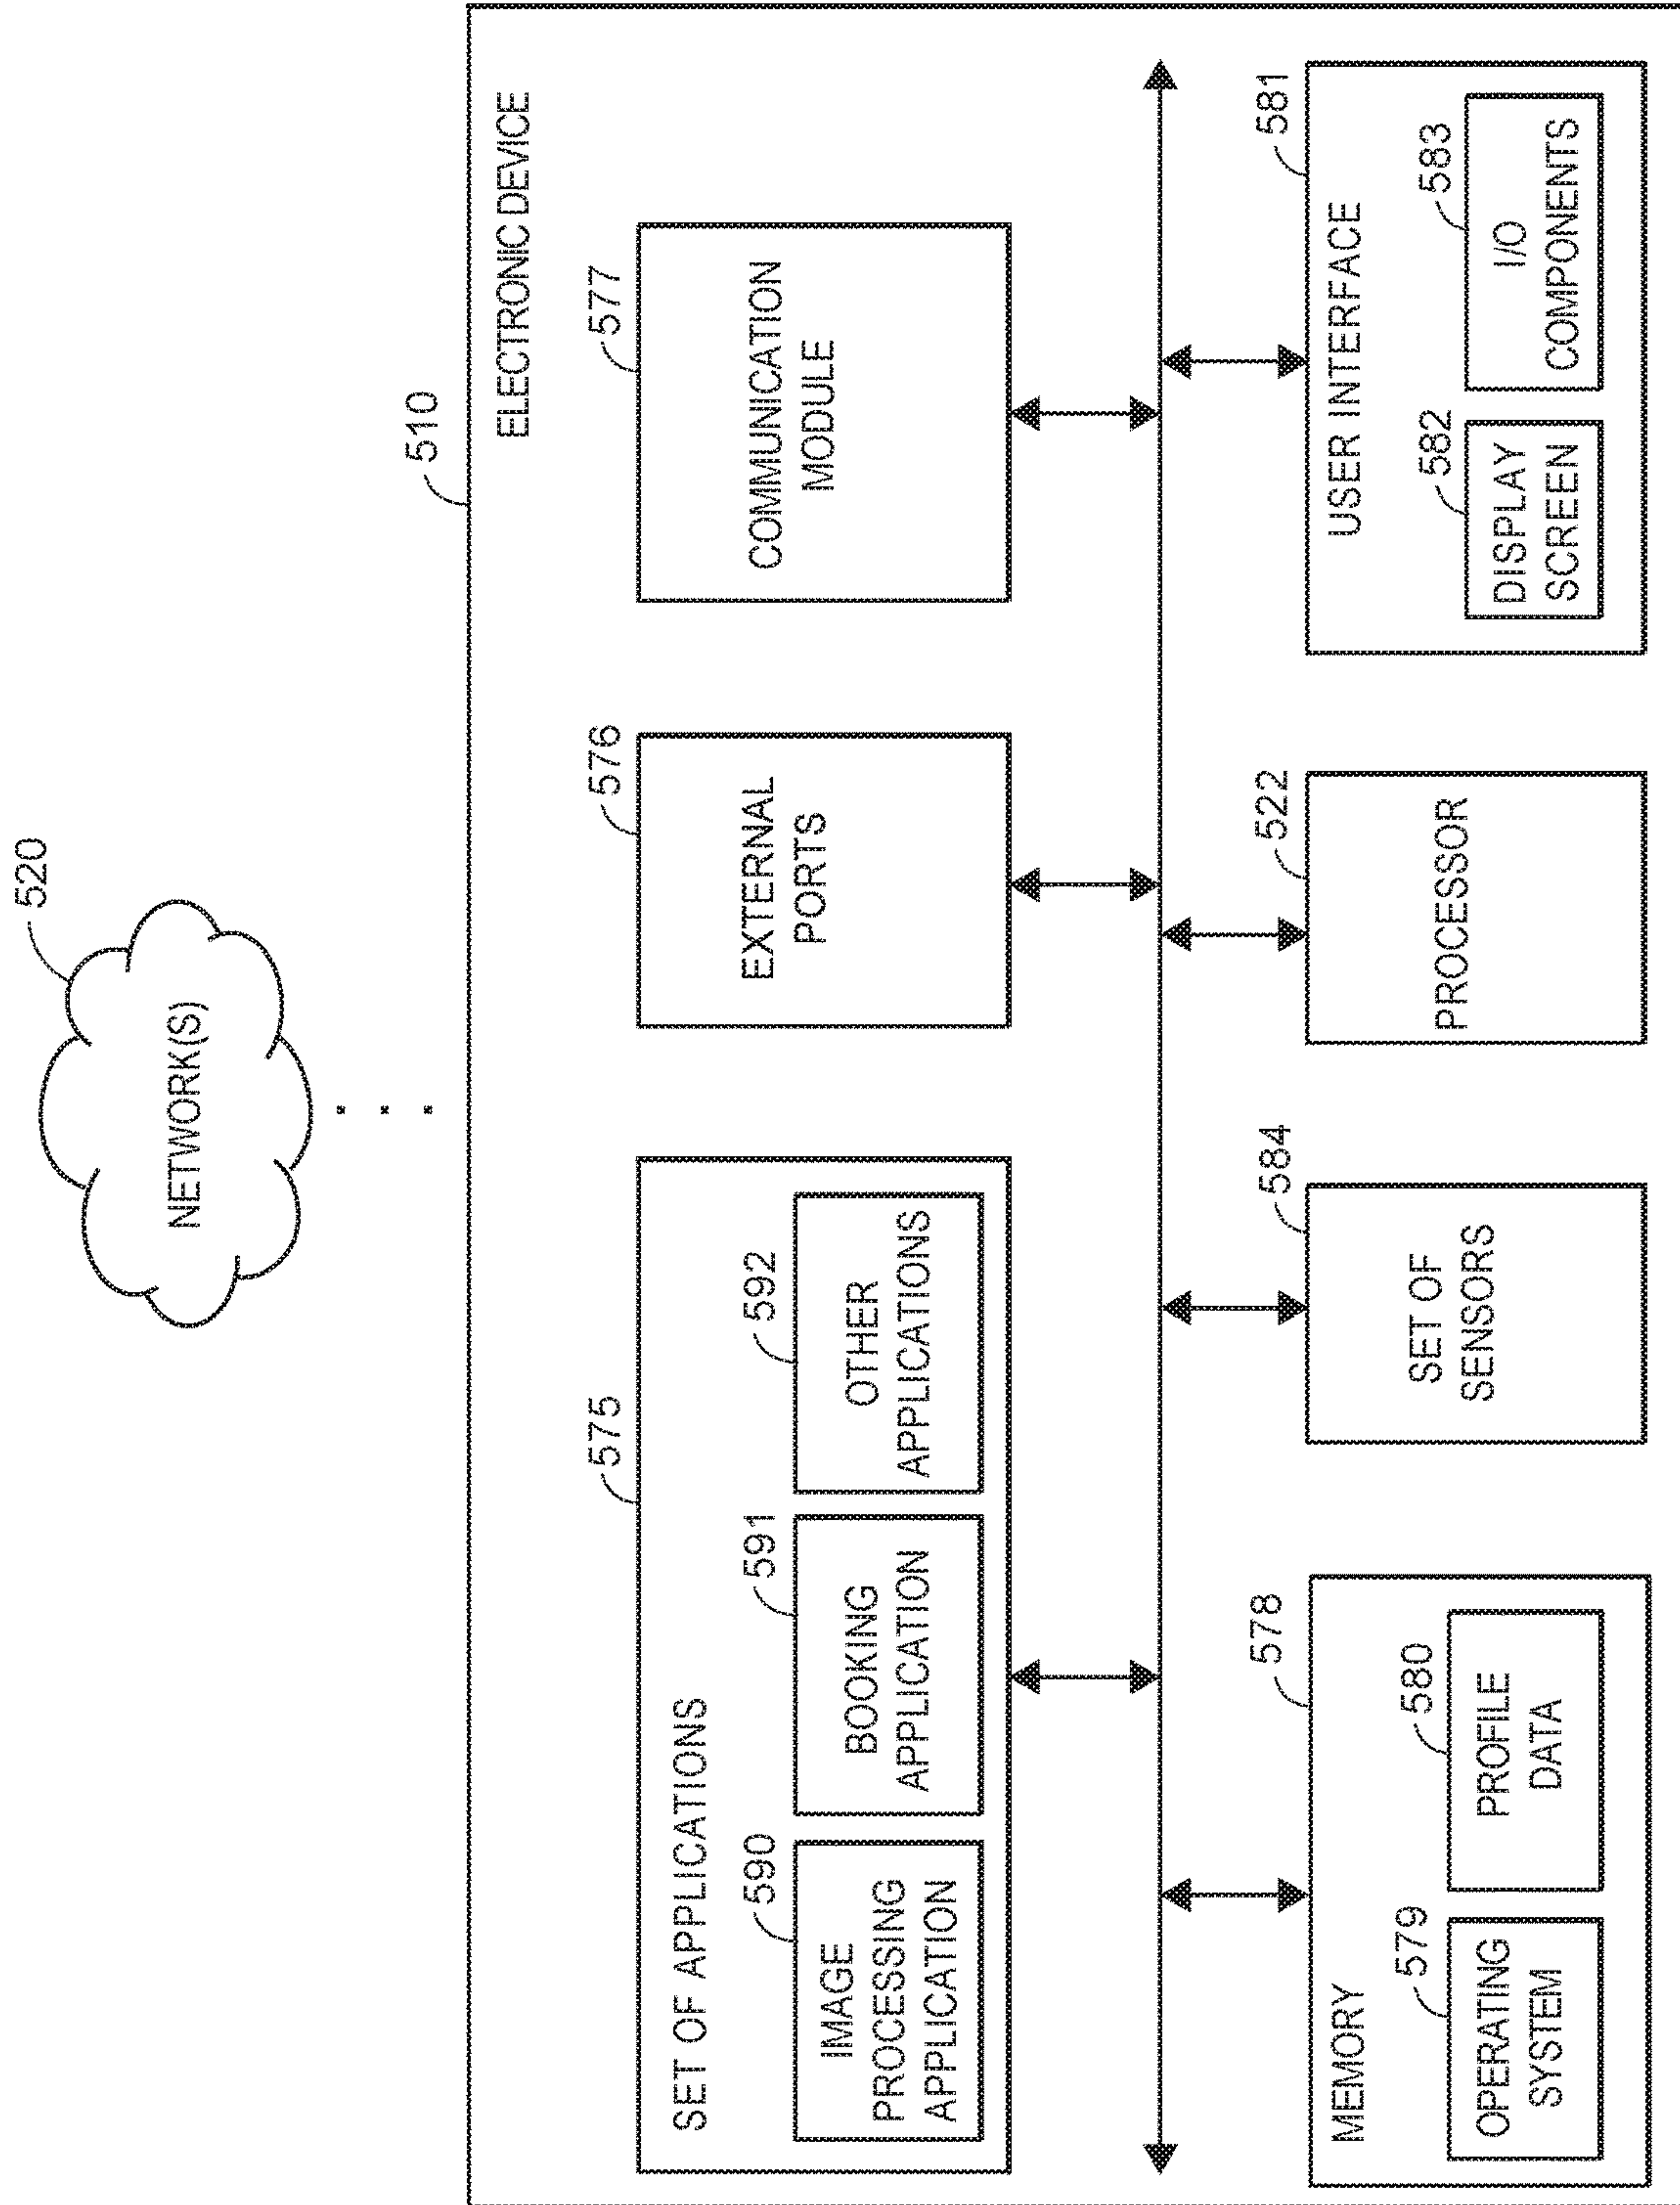 520
NETWORK(S)
510
ELECTRONIC DEVICE
575
SET OF APPLICATIONS
590
IMAGE
PROCESSING
APPLICATION
591
BOOKING
APPLICATION
592
OTHER
APPLICATIONS
576
EXTERNAL
PORTS
577
COMMUNICATION
MODULE
578
MEMORY
579
OPERATING
SYSTEM
580
PROFILE
DATA
584
SET OF
SENSORS
522
PROCESSOR
581
USER INTERFACE
582
DISPLAY
SCREEN
583
I/O
COMPONENTS